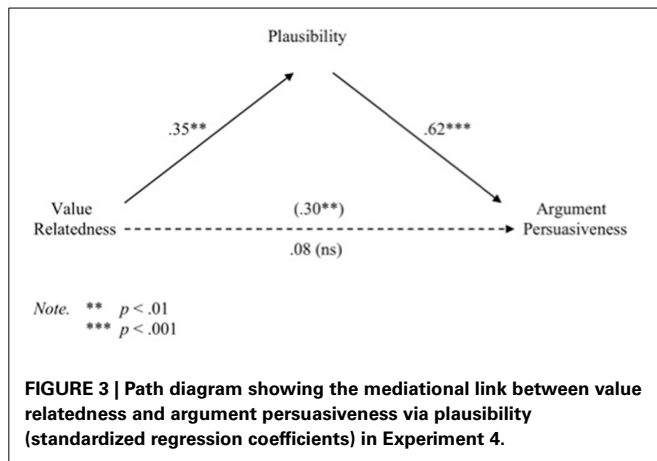 Plausibility
.35**
.62***
Value
Relatedness
(.30**)
.08 (ns)
Argument
Persuasiveness
Note. ** p < .01
*** p < .001
FIGURE 3 | Path diagram showing the mediational link between value
relatedness and argument persuasiveness via plausibility
(standardized regression coefficients) in Experiment 4.